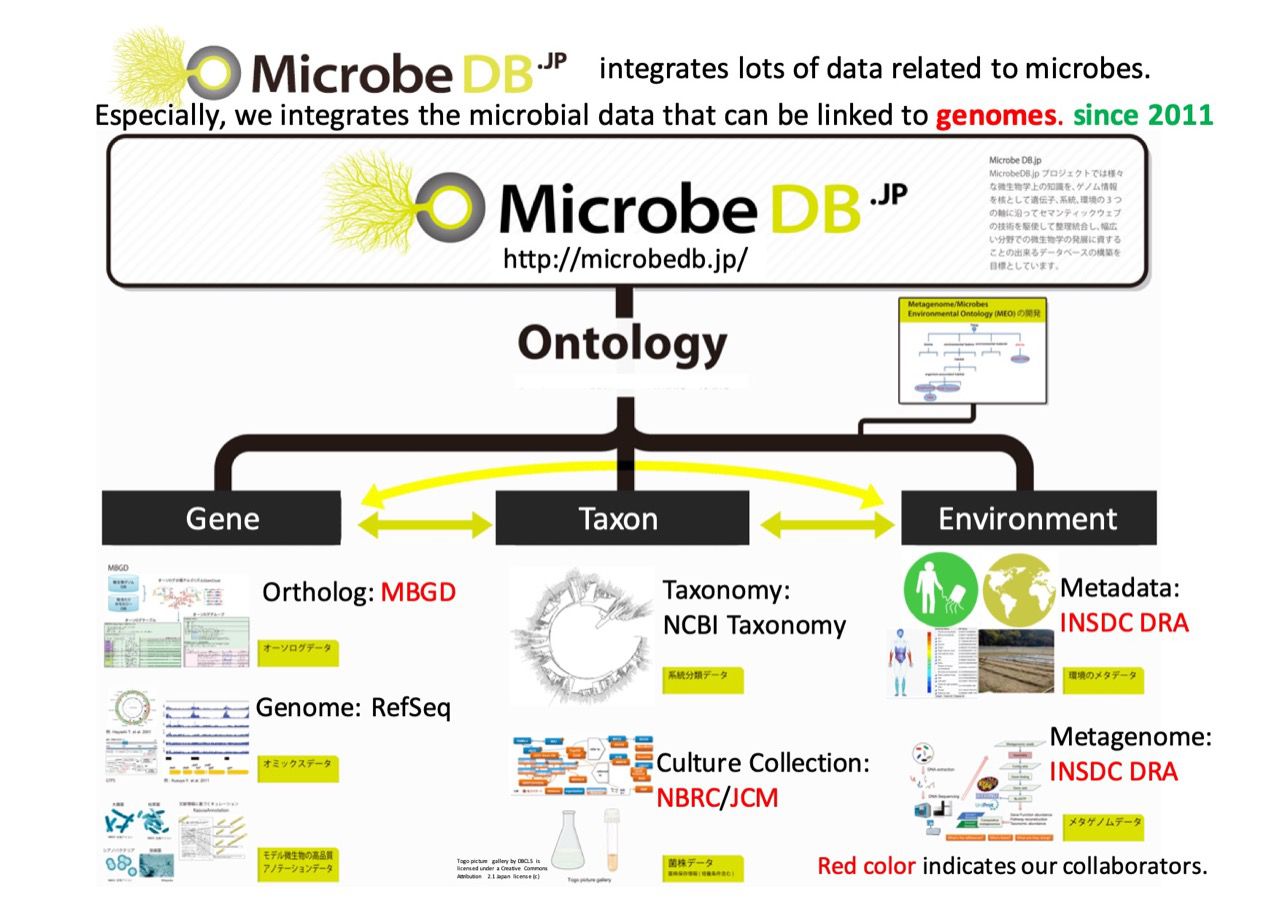 Microbe DB .JP integrates lots of data related to microbes.
Especially, we integrates the microbial data that can be linked to genomes. since 2011
Microbe DB .JP
http://microbedb.jp/
Microbe DB.jp
MicrobeDB.jp プロジェクトでは様々
な微生物学上の知識を、ゲノム情報
を核として遺伝子、系統、環境の３つ
の軸に沿ってセマンティックウェブ
の技術を駆使して整理統合し、幅広
い分野での微生物学の発展に資する
ことの出来るデータベースの構築を
目標としています。
Ontology
Metagenome/Microbes
Environmental Ontology (MEO) の開発
Gene
Taxon
Environment
MBGD
Ortholog: MBGD
オーソログデータ
Genome: RefSeq
オミックスデータ
モデル微生物の高品質
アノテーションデータ
Taxonomy:
NCBI Taxonomy
系統分類データ
Culture Collection:
NBRC/JCM
菌株データ
Togo picture gallery by DBCLS is
licensed under a Creative Commons
Attribution 2.1 Japan license (c)
Togo picture gallery
Metadata:
INSDC DRA
環境のメタデータ
Metagenome:
INSDC DRA
DNA extraction
DNA Sequencing
メタゲノムデータ
Red color indicates our collaborators.